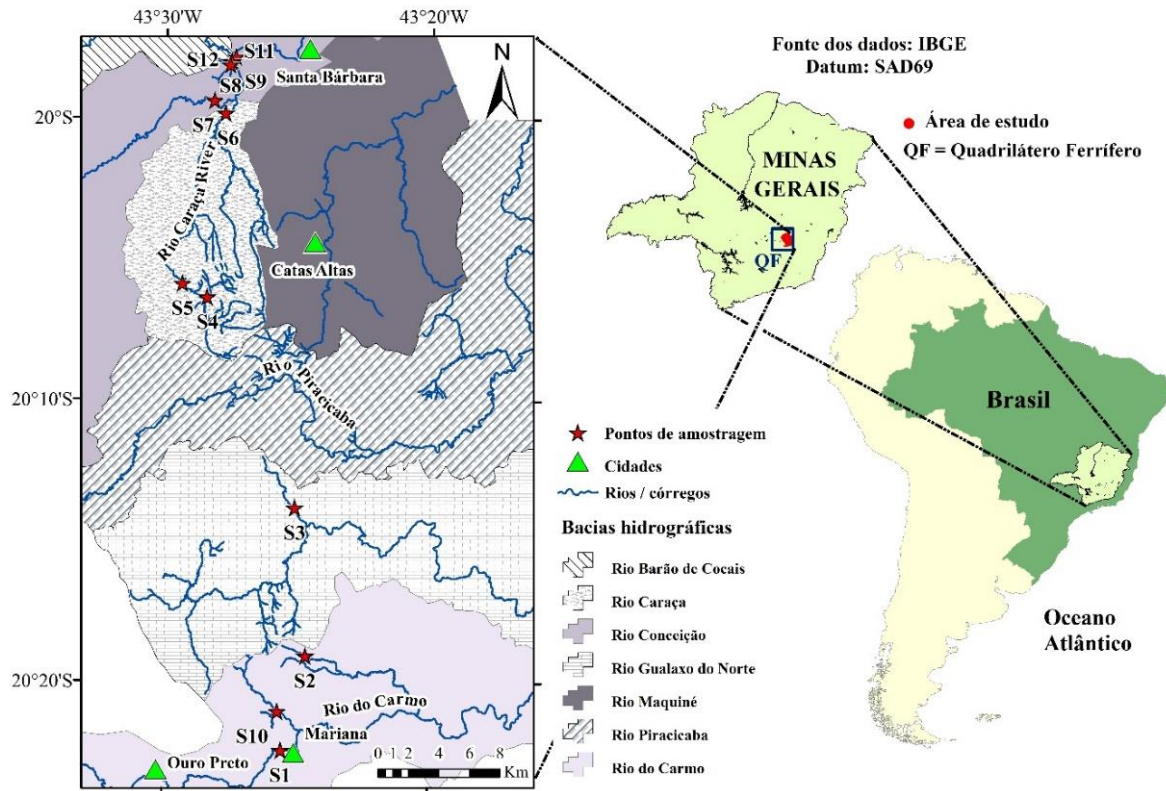 43°30'W
43°20'W
N
S12
S11
S8
S9
Santa Bárbara
20°S
S7
S6
Rio Caraça River
Catas Altas
S5
S4
Rio Piracicaba
20°10'S
S3
20°20'S
S2
Rio do Carmo
S10
Mariana
Ouro Preto
S1
0 1 2 4 6 8
Km
Fonte dos dados: IBGE
Datum: SAD69
Área de estudo
QF = Quadrilátero Ferrífero
MINAS
GERAIS
QF
Brasil
Oceano
Atlântico
Pontos de amostragem
Cidades
Rios / córregos
Bacias hidrográficas
Rio Barão de Cocais
Rio Caraça
Rio Conceição
Rio Gualaxo do Norte
Rio Maquiné
Rio Piracicaba
Rio do Carmo